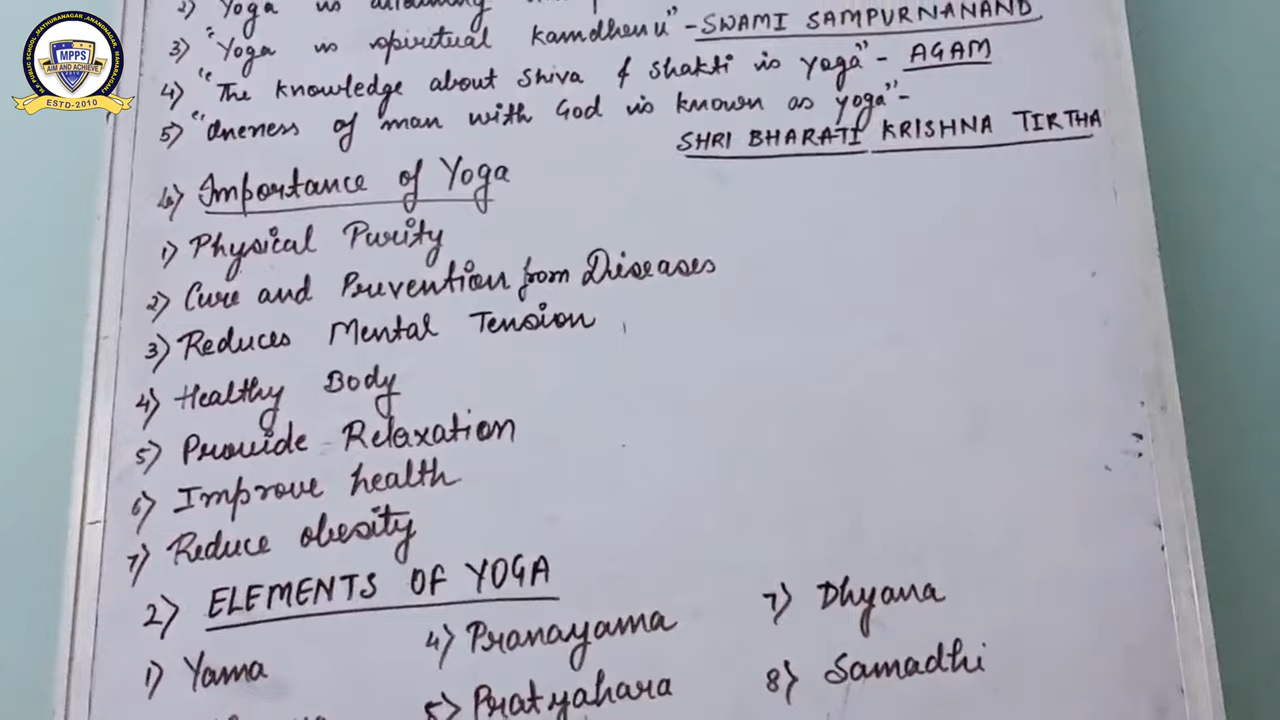 2) Yoga is attaining
3) "Yoga is spiritual Kamdhenu" - SWAMI SAMPURNANAND
4) "The knowledge about Shiva & Shakti is yoga" - AGAM
5) "Oneness of man with God is known as yoga" -
SHRI BHARATI KRISHNA TIRTHA
Importance of Yoga
1) Physical Purity
2) Cure and Prevention from Diseases
3) Reduces Mental Tension
4) Healthy Body
5) Provide Relaxation
6) Improve health
7) Reduce obesity
2) ELEMENTS OF YOGA
1) Yama
4) Pranayama
5) Pratyahara
7) Dhyana
8) Samadhi
MPPS
AIM AND ACHIEVE
ESTD-2010